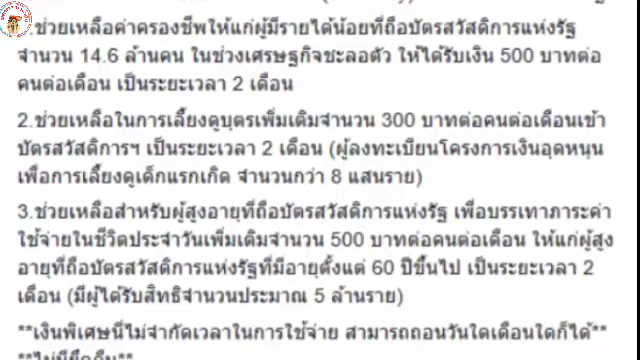 .ช่วยเหลือค่าครองชีพให้แก่ผู้มีรายได้น้อยที่ถือบัตรสวัสดิการแห่งรัฐ
จำนวน 14.6 ล้านคน ในช่วงเศรษฐกิจชะลอตัว ให้ได้รับเงิน 500 บาทต่อ
คนต่อเดือน เป็นระยะเวลา 2 เดือน
2.ช่วยเหลือในการเลี้ยงดูบุตรเพิ่มเติมจำนวน 300 บาทต่อคนต่อเดือนเข้า
บัตรสวัสดิการฯ เป็นระยะเวลา 2 เดือน (ผู้ลงทะเบียนโครงการเงินอุดหนุน
เพื่อการเลี้ยงดูเด็กแรกเกิด จำนวนกว่า 8 แสนราย)
3.ช่วยเหลือสำหรับผู้สูงอายุที่ถือบัตรสวัสดิการแห่งรัฐ เพื่อบรรเทาภาระค่า
ใช้จ่ายในชีวิตประจำวันเพิ่มเติมจำนวน 500 บาทต่อคนต่อเดือน ให้แก่ผู้สูง
อายุที่ถือบัตรสวัสดิการแห่งรัฐที่มีอายุตั้งแต่ 60 ปีขึ้นไป เป็นระยะเวลา 2
เดือน (มีผู้ได้รับสิทธิจำนวนประมาณ 5 ล้านราย)
**เงินพิเศษนี้ไม่จำกัดเวลาในการใช้จ่าย สามารถถอนวันใดเดือนใดก็ได้**